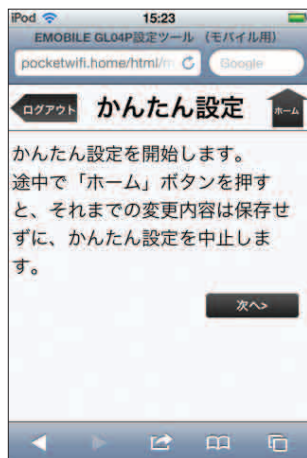 iPod 15:23
EMOBILE GL04P設定ツール （モバイル用）
pocketwifi.home/html/m Google
ログアウト かんたん設定 ホーム
かんたん設定を開始します。
途中で「ホーム」ボタンを押す
と、それまでの変更内容は保存せ
ずに、かんたん設定を中止しま
す。
次へ>